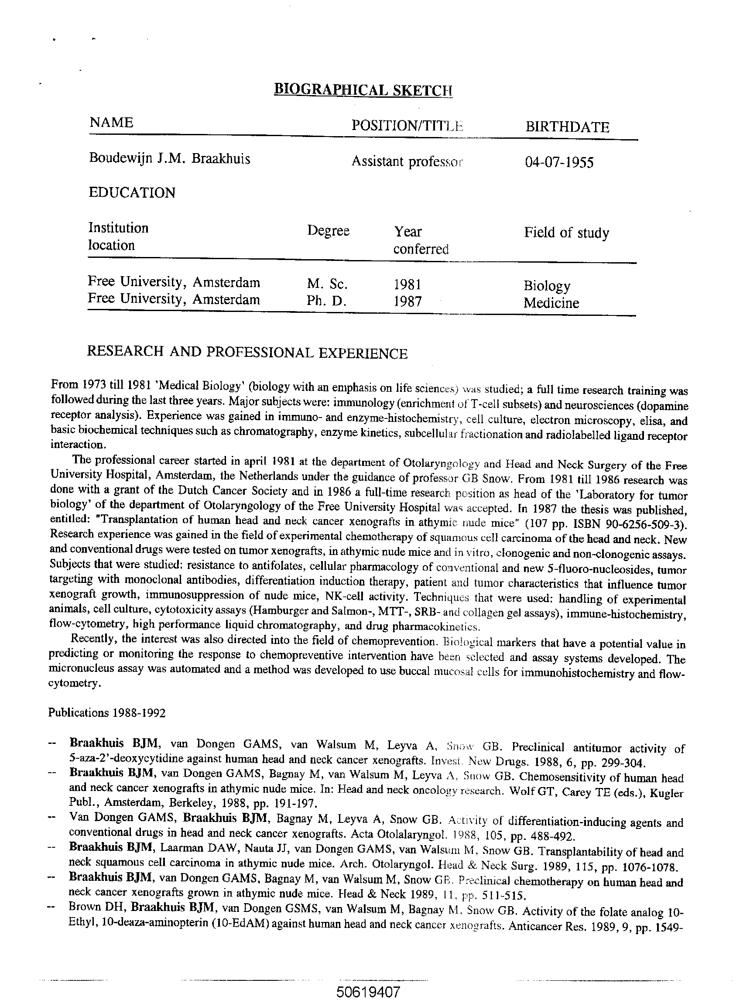 BIOGRAPHICAL SKETCH
NAME POSITION/TITLE BIRTHDATE
Boudewijn J.M. Braakhuis Assistant professor 04-07-1955
EDUCATION
Institution Degree Year Field of study
location conferred
Free University, Amsterdam M. Sc. 1981 Biology
Free University, Amsterdam Ph. D. 1987 Medicine
RESEARCH AND PROFESSIONAL EXPERIENCE
From 1973 till 1981 'Medical Biology' (biology with an emphasis on life sciences) was studied; a full time research training was
followed during the last three years. Major subjects were: immunology (enrichment of T-cell subsets) and neurosciences (dopamine
receptor analysis). Experience was gained in immuno- and enzyme-histochemistry, cell culture, electron microscopy, elisa, and
basic biochemical techniques such as chromatography, enzyme kinetics, subcellular fractionation and radiolabelled ligand receptor
interaction.
The professional career started in april 1981 at the department of Otolaryngology and Head and Neck Surgery of the Free
University Hospital, Amsterdam, the Netherlands under the guidance of professor GB Snow. From 1981 till 1986 research was
done with a grant of the Dutch Cancer Society and in 1986 a full-time research position as head of the 'Laboratory for tumor
biology' of the department of Otolaryngology of the Free University Hospital was accepted. In 1987 the thesis was published,
entitled: "Transplantation of human head and neck cancer xenografts in athymic nude mice" (107 pp. ISBN 90-6256-509-3).
Research experience was gained in the field of experimental chemotherapy of squamous cell carcinoma of the head and neck. New
and conventional drugs were tested on tumor xenografts, in athymic nude mice and in vitro, clonogenic and non-clonogenic assays.
Subjects that were studied: resistance to antifolates, cellular pharmacology of conventional and new 5-fluoro-nucleosides, tumor
targeting with monoclonal antibodies, differentiation induction therapy, patient and tumor characteristics that influence tumor
xenograft growth, immunosuppression of nude mice, NK-cell activity. Techniques that were used: handling of experimental
animals, cell culture, cytotoxicity assays (Hamburger and Salmon-, MTT-, SRB- and collagen gel assays), immune-histochemistry,
flow-cytometry, high performance liquid chromatography, and drug pharmacokinetics.
Recently, the interest was also directed into the field of chemoprevention. Biological markers that have a potential value in
predicting or monitoring the response to chemopreventive intervention have been selected and assay systems developed. The
micronucleus assay was automated and a method was developed to use buccal mucosal cells for immunohistochemistry and flow-
cytometry.
Publications 1988-1992
-- Braakhuis BJM, van Dongen GAMS, van Walsum M, Leyva A, Snow GB. Preclinical antitumor activity of
5-aza-2'-deoxycytidine against human head and neck cancer xenografts. Invest. New Drugs. 1988, 6, pp. 299-304.
-- Braakhuis BJM, van Dongen GAMS, Bagnay M, van Walsum M, Leyva A, Snow GB. Chemosensitivity of human head
and neck cancer xenografts in athymic nude mice. In: Head and neck oncology research. Wolf GT, Carey TE (eds.), Kugler
Publ., Amsterdam, Berkeley, 1988, pp. 191-197.
-- Van Dongen GAMS, Braakhuis BJM, Bagnay M, Leyva A, Snow GB. Activity of differentiation-inducing agents and
conventional drugs in head and neck cancer xenografts. Acta Otolalaryngol. 1988, 105, pp. 488-492.
-- Braakhuis BJM, Laarman DAW, Nauta JJ, van Dongen GAMS, van Walsum M, Snow GB. Transplantability of head and
neck squamous cell carcinoma in athymic nude mice. Arch. Otolaryngol. Head & Neck Surg. 1989, 115, pp. 1076-1078.
-- Braakhuis BJM, van Dongen GAMS, Bagnay M, van Walsum M, Snow GB. Preclinical chemotherapy on human head and
neck cancer xenografts grown in athymic nude mice. Head & Neck 1989, 11, pp. 511-515.
-- Brown DH, Braakhuis BJM, van Dongen GSMS, van Walsum M, Bagnay M, Snow GB. Activity of the folate analog 10-
Ethyl, 10-deaza-aminopterin (10-EdAM) against human head and neck cancer xenografts. Anticancer Res. 1989, 9, pp. 1549-
50619407